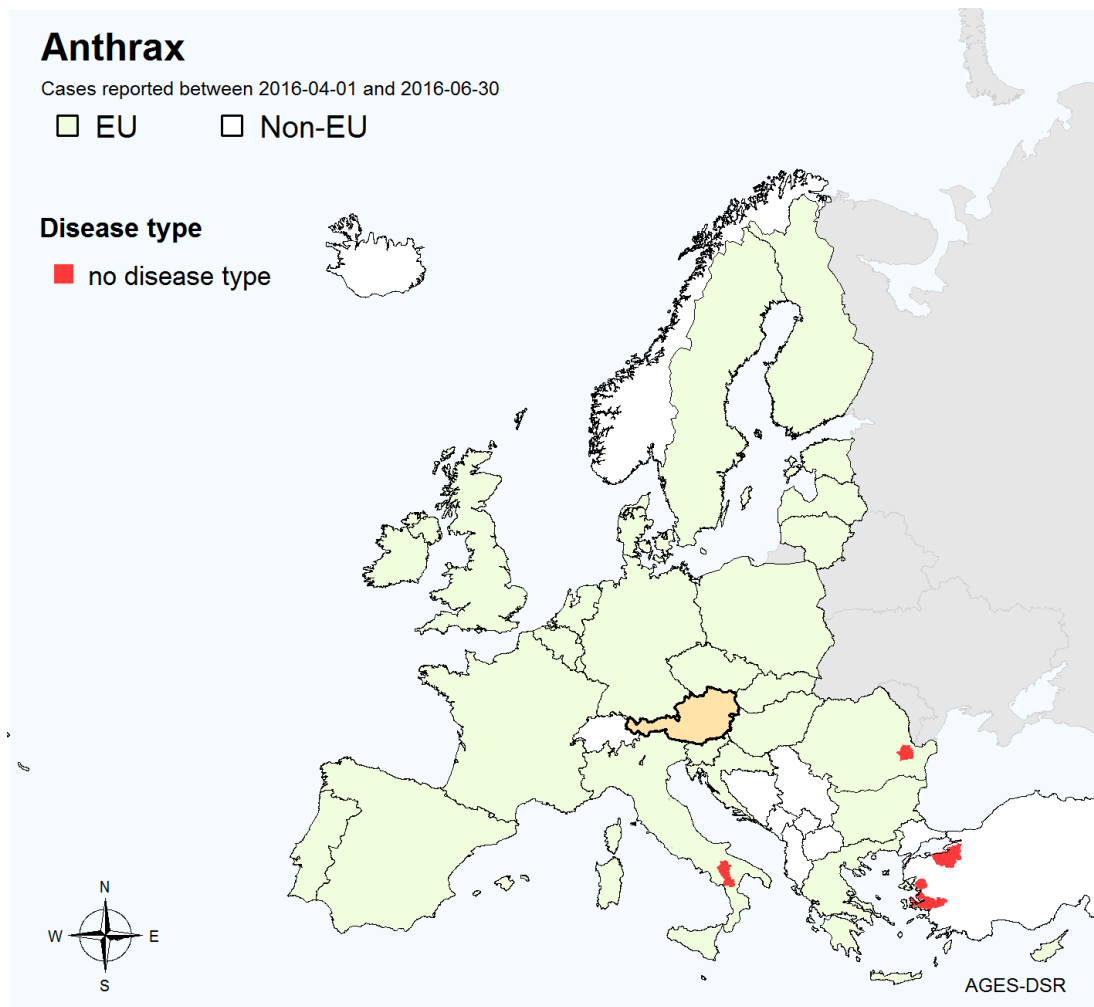 Anthrax
Cases reported between 2016-04-01 and 2016-06-30
EU Non-EU
Disease type
no disease type
N
W E
S
AGES-DSR